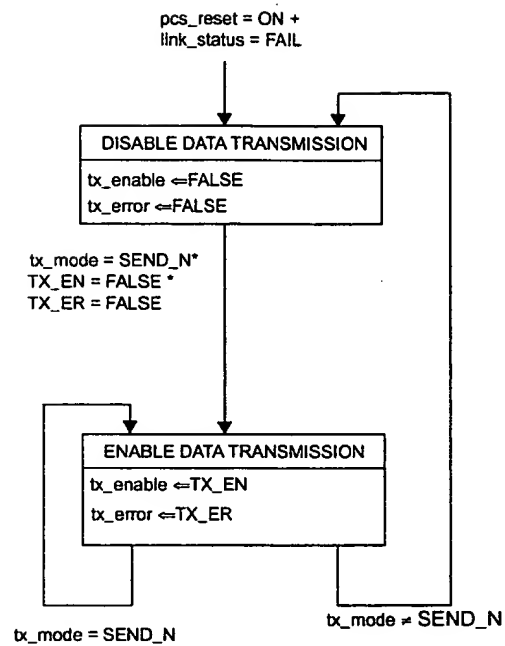 pcs_reset = ON +
link_status = FAIL
DISABLE DATA TRANSMISSION
tx_enable ⇐FALSE
tx_error ⇐FALSE
tx_mode = SEND_N*
TX_EN = FALSE *
TX_ER = FALSE
ENABLE DATA TRANSMISSION
tx_enable ⇐TX_EN
tx_error ⇐TX_ER
tx_mode = SEND_N
tx_mode ≠ SEND_N